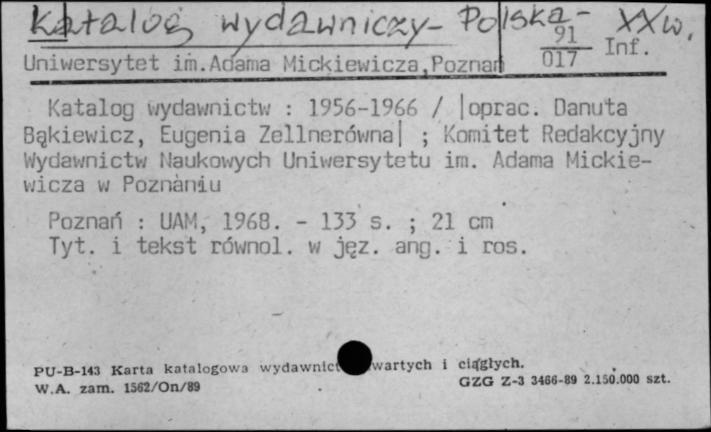 Katalog wydawniczy - Polska - XXw.
91
017 Inf.
Uniwersytet im.Adama Mickiewicza,Poznań
Katalog wydawnictw : 1956-1966 / |oprac. Danuta
Bąkiewicz, Eugenia Zellnerówna| ; Komitet Redakcyjny
Wydawnictw Naukowych Uniwersytetu im. Adama Mickie-
wicza w Poznaniu
Poznań : UAM, 1968. - 133 s. ; 21 cm
Tyt. i tekst równol. w jęz. ang. i ros.
PU-B-143 Karta katalogowa wydawnict wartych i ciągłych.
W.A. zam. 1562/On/89 GZG Z-3 3466-89 2.150.000 szt.